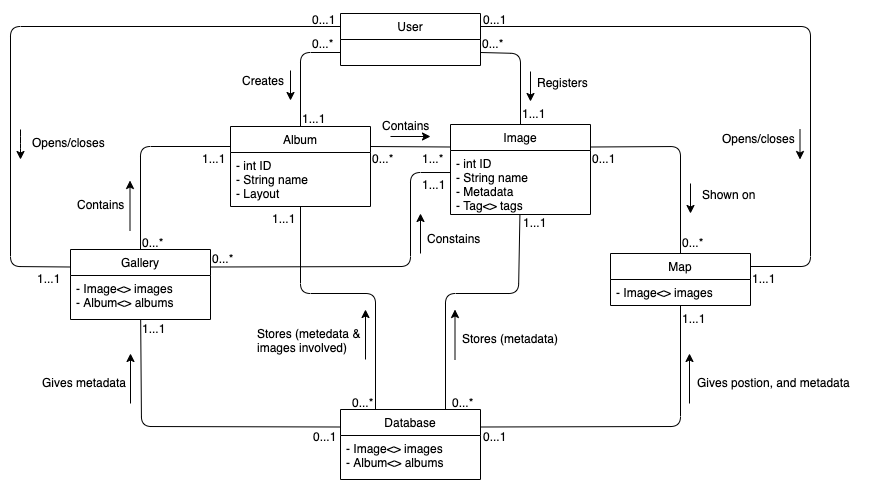 0...1
User
0...1
0...*
0...*
Creates
Registers
1...1
1...1
Opens/closes
Album
Contains
Image
Opens/closes
1...1
0...*
1...*
0...1
- int ID
- String name
- Layout
- int ID
- String name
- Metadata
- Tag<> tags
1...1
Contains
Shown on
1...1
1...1
0...*
Constains
0...*
Gallery
0...*
Map
1...1
1...1
- Image<> images
- Album<> albums
- Image<> images
1...1
1...1
Stores (metedata &
images involved)
Stores (metadata)
Gives metadata
Gives postion, and metadata
0...*
0...*
Database
0...1
0...1
- Image<> images
- Album<> albums